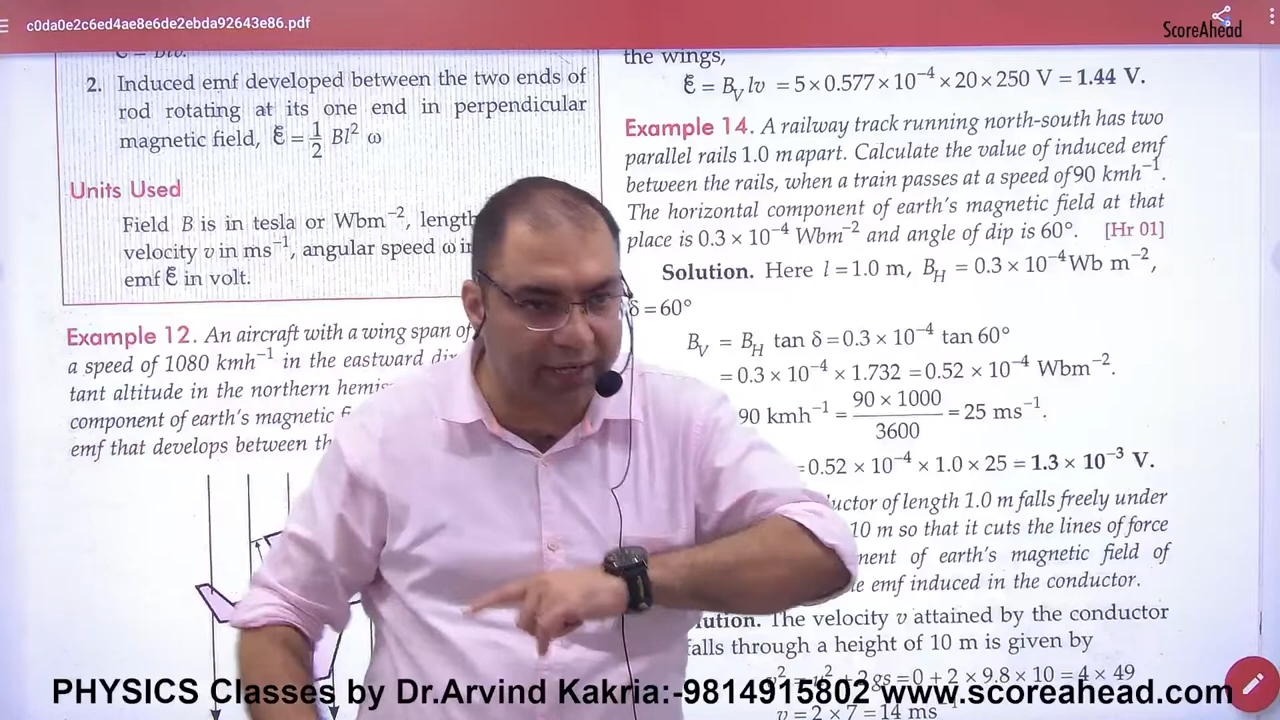 c0da0e2c6ed4ae8e6de2ebda92643e86.pdf
ScoreAhead
2. Induced emf developed between the two ends of
rod rotating at its one end in perpendicular
magnetic field, ℰ = 1/2 Bl² ω
Units Used
Field B is in tesla or Wbm⁻², length
velocity v in ms⁻¹, angular speed ω in
emf ℰ in volt.
Example 12. An aircraft with a wing span of
a speed of 1080 kmh⁻¹ in the eastward
tant altitude in the northern
component of earth's magnetic
emf that develops between
the wings,
ℰ = B_V lv = 5 × 0.577 × 10⁻⁴ × 20 × 250 V = 1.44 V.
Example 14. A railway track running north-south has two
parallel rails 1.0 m apart. Calculate the value of induced emf
between the rails, when a train passes at a speed of 90 kmh⁻¹.
The horizontal component of earth's magnetic field at that
place is 0.3 × 10⁻⁴ Wbm⁻² and angle of dip is 60°. [Hr 01]
Solution. Here l = 1.0 m, B_H = 0.3 × 10⁻⁴ Wb m⁻²,
δ = 60°
B_V = B_H tan δ = 0.3 × 10⁻⁴ tan 60°
= 0.3 × 10⁻⁴ × 1.732 = 0.52 × 10⁻⁴ Wbm⁻².
90 kmh⁻¹ = 90 × 1000 / 3600 = 25 ms⁻¹.
= 0.52 × 10⁻⁴ × 1.0 × 25 = 1.3 × 10⁻³ V.
of length 1.0 m falls freely under
10 m so that it cuts the lines of force
of earth's magnetic field of
emf induced in the conductor.
The velocity v attained by the conductor
falls through a height of 10 m is given by
= 0 + 2 × 9.8 × 10 = 4 × 49
v = 2 × 7 = 14 ms⁻¹
PHYSICS Classes by Dr.Arvind Kakria:-9814915802 www.scoreahead.com